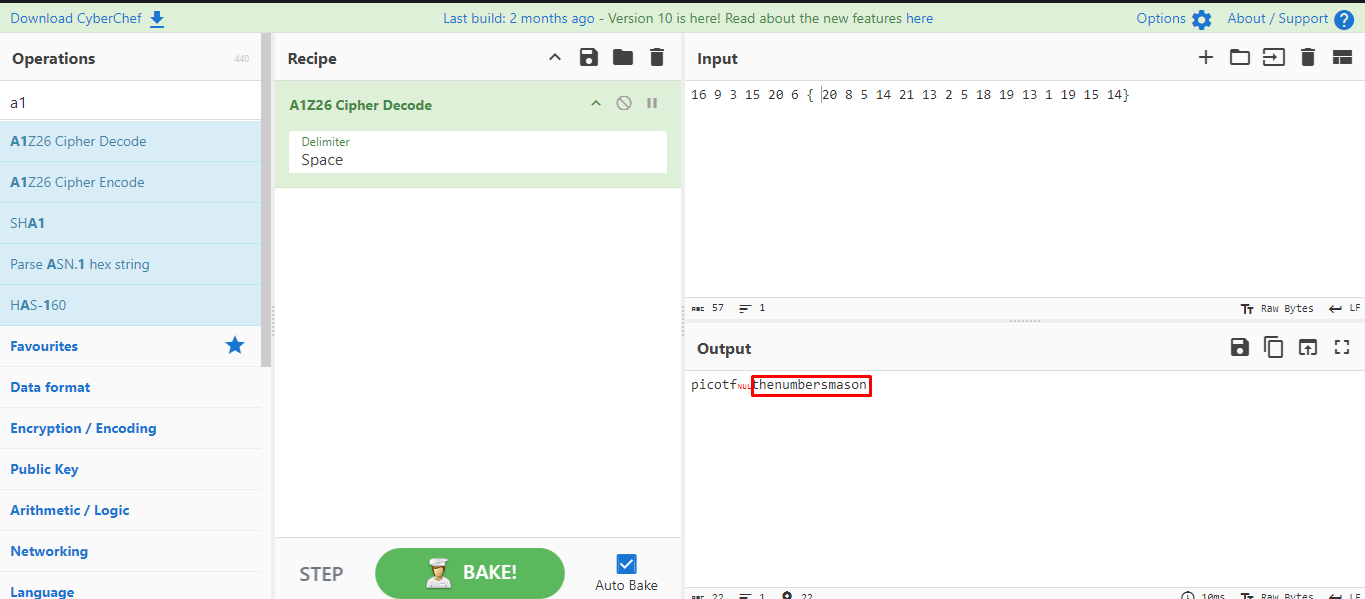 Download CyberChef
Last build: 2 months ago - Version 10 is here! Read about the new features here
Options
About / Support
Operations
440
a1
A1Z26 Cipher Decode
A1Z26 Cipher Encode
SHA1
Parse ASN.1 hex string
HAS-160
Favourites
Data format
Encryption / Encoding
Public Key
Arithmetic / Logic
Networking
Language
Recipe
A1Z26 Cipher Decode
Delimiter
Space
STEP
BAKE!
Auto Bake
Input
16 9 3 15 20 6 { 20 8 5 14 21 13 2 5 18 19 13 1 19 15 14}
ABC 57
1
Tт Raw Bytes
LF
Output
picotfNULthenumbersmason
ABC 22
1
22
10ms
Tт Raw Bytes
LF